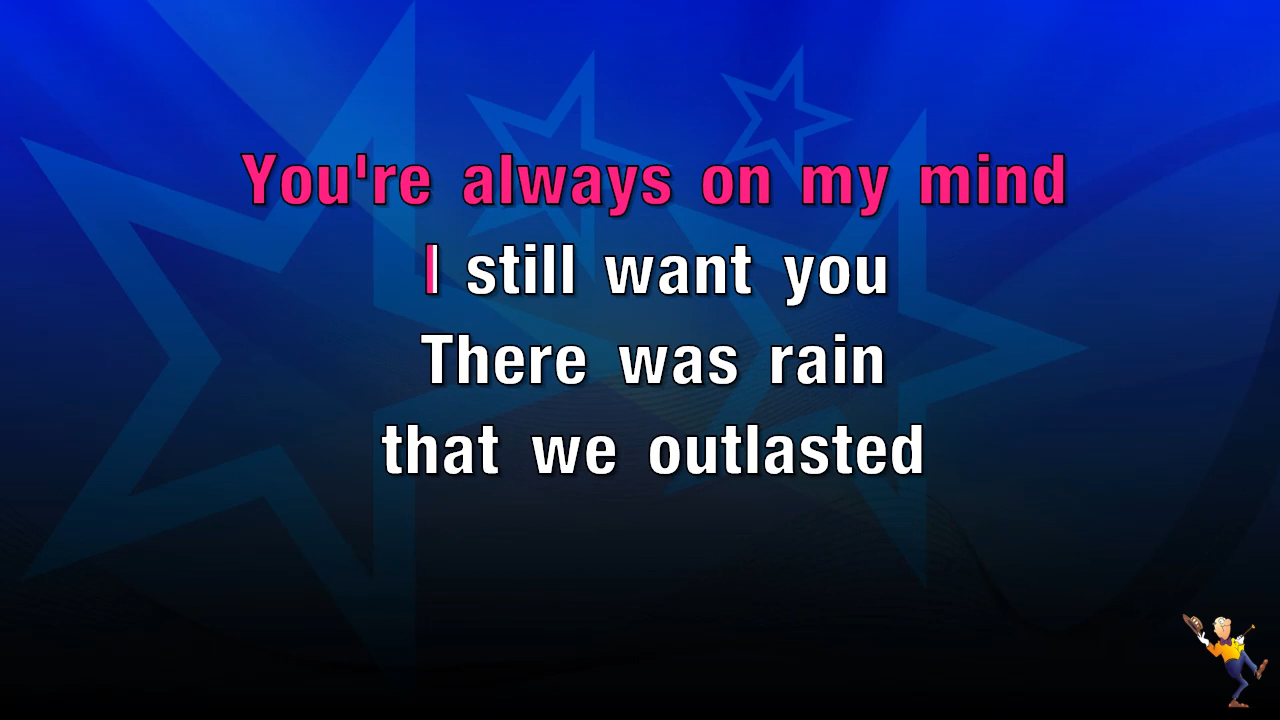 You're always on my mind
I still want you
There was rain
that we outlasted